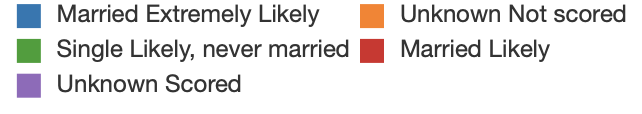 Married Extremely Likely
Unknown Not scored
Single Likely, never married
Married Likely
Unknown Scored